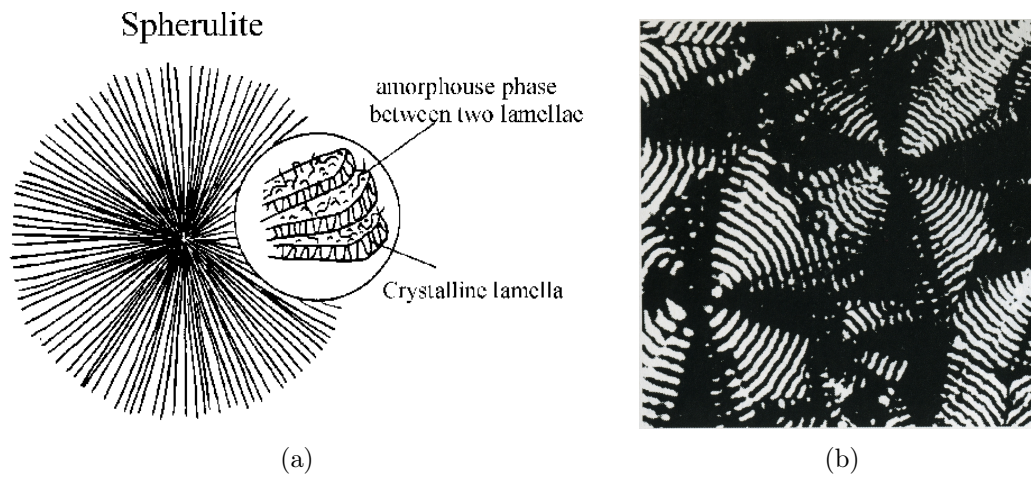 Spherulite
amorphouse phase
between two lamellae
Crystalline lamella
(a)
(b)